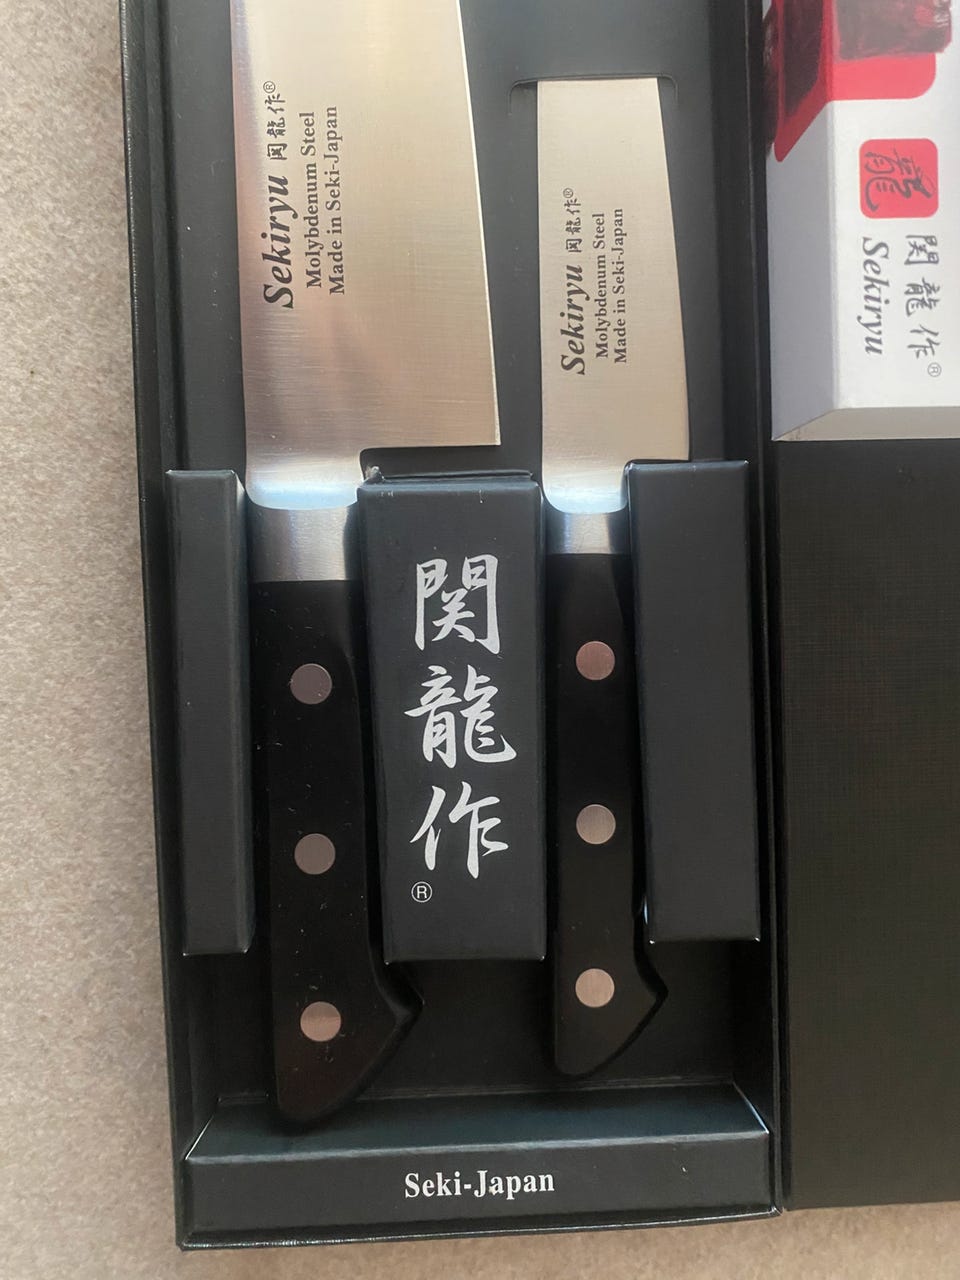 Sekiryu 関龍作®
Molybdenum Steel
Made in Seki-Japan
Sekiryu 関龍作®
Molybdenum Steel
Made in Seki-Japan
龍
関龍作®
Sekiryu
関龍作
®
Seki-Japan